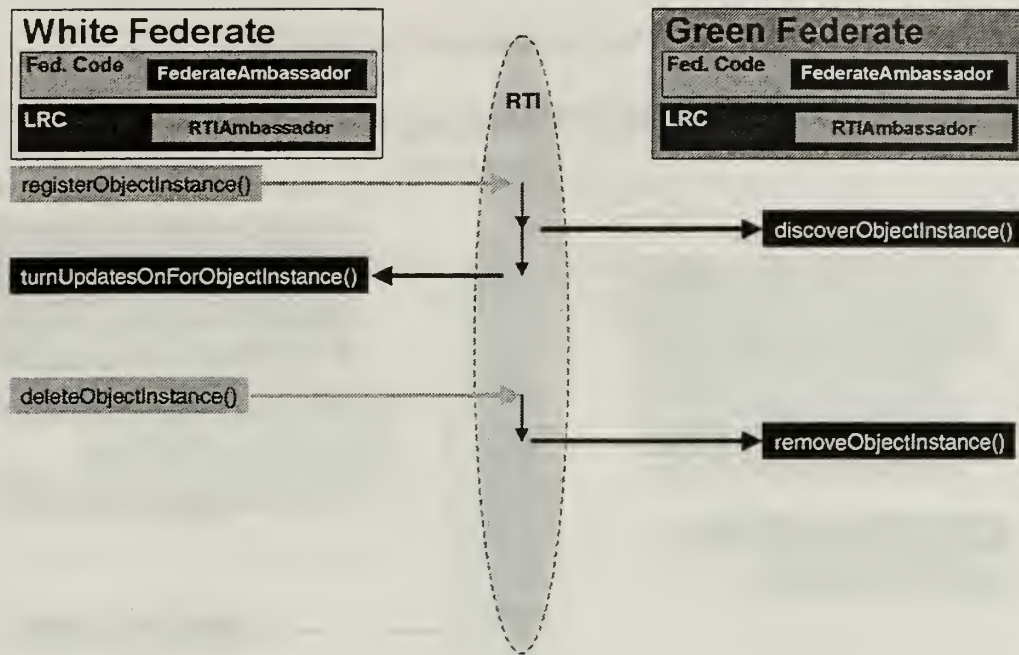 White Federate
Fed. Code
FederateAmbassador
LRC
RTIAmbassador
Green Federate
Fed. Code
FederateAmbassador
LRC
RTIAmbassador
RTI
registerObjectInstance()
discoverObjectInstance()
turnUpdatesOnForObjectInstance()
deleteObjectInstance()
removeObjectInstance()